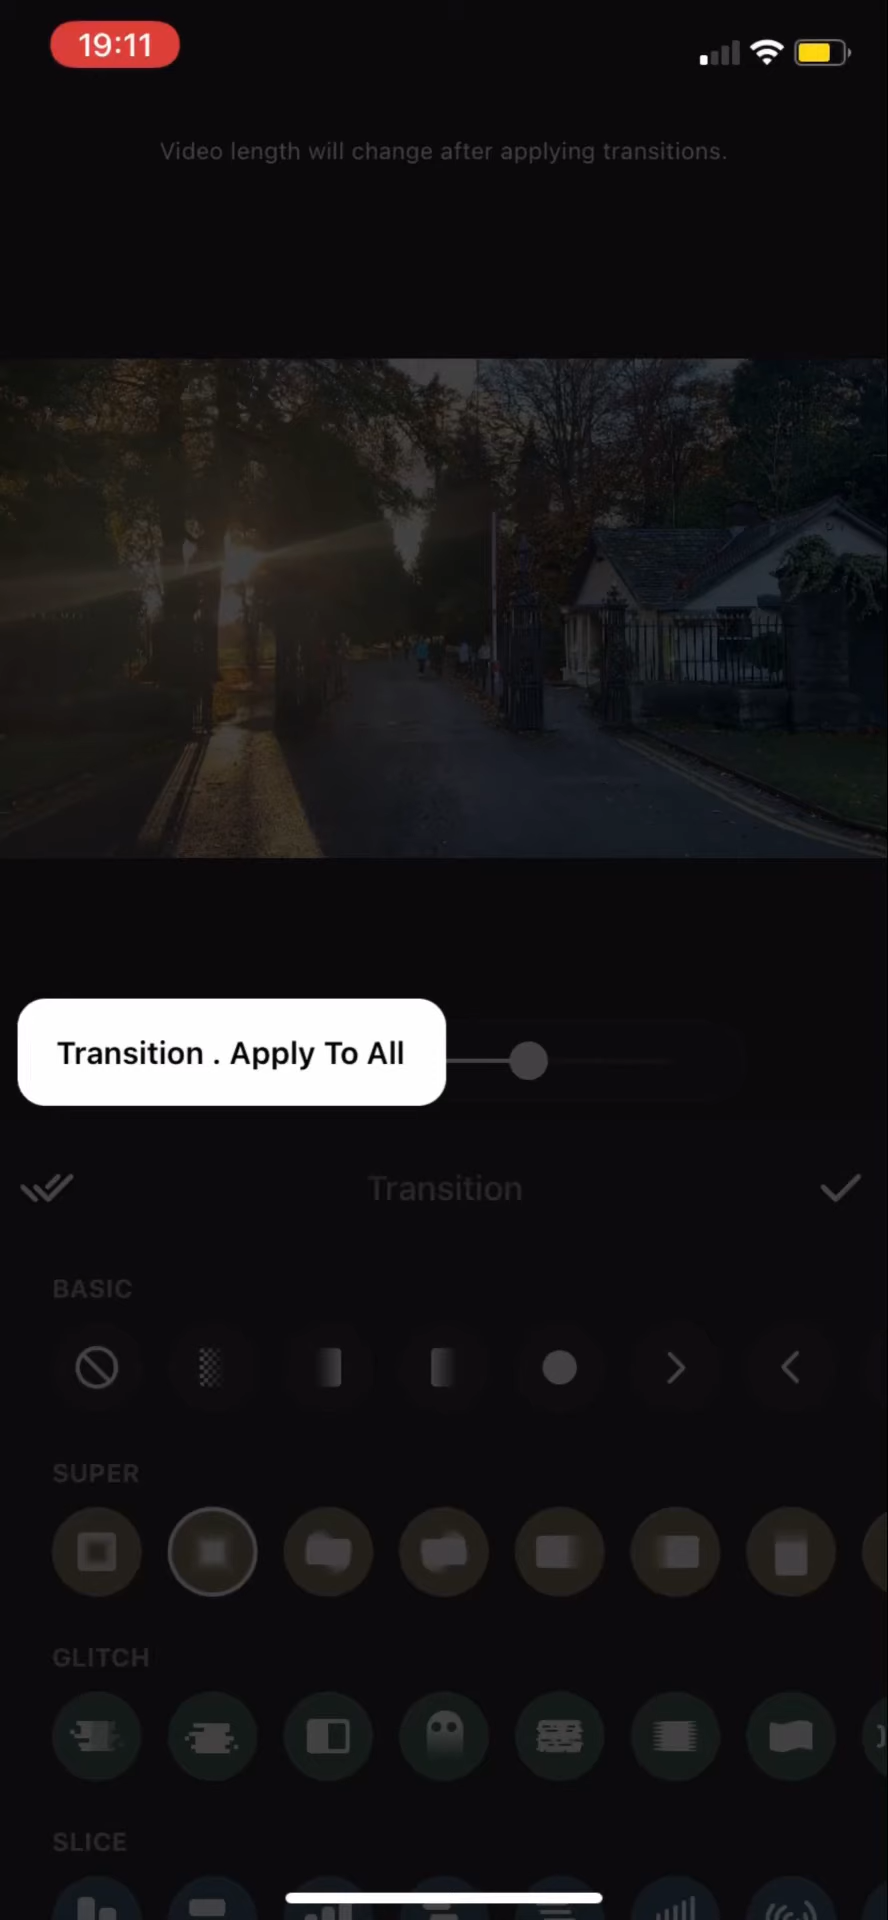 19:11
Video length will change after applying transitions.
Transition . Apply To All
Transition
BASIC
SUPER
GLITCH
SLICE